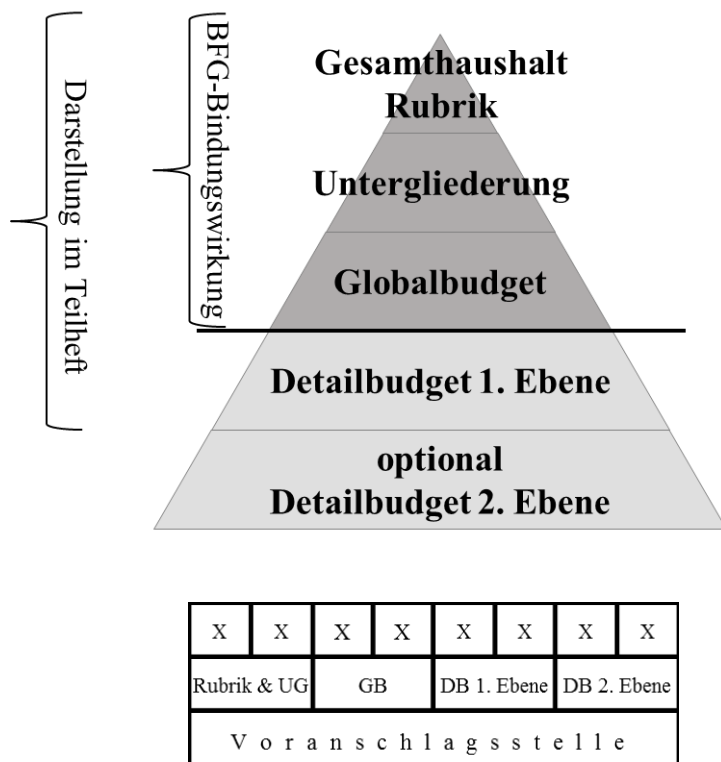 Darstellung im Teilheft
BFG-Bindungswirkung
Gesamthaushalt
Rubrik
Untergliederung
Globalbudget
Detailbudget 1. Ebene
optional
Detailbudget 2. Ebene
X X X X X X X X
Rubrik & UG GB DB 1. Ebene DB 2. Ebene
Voranschlagsstelle